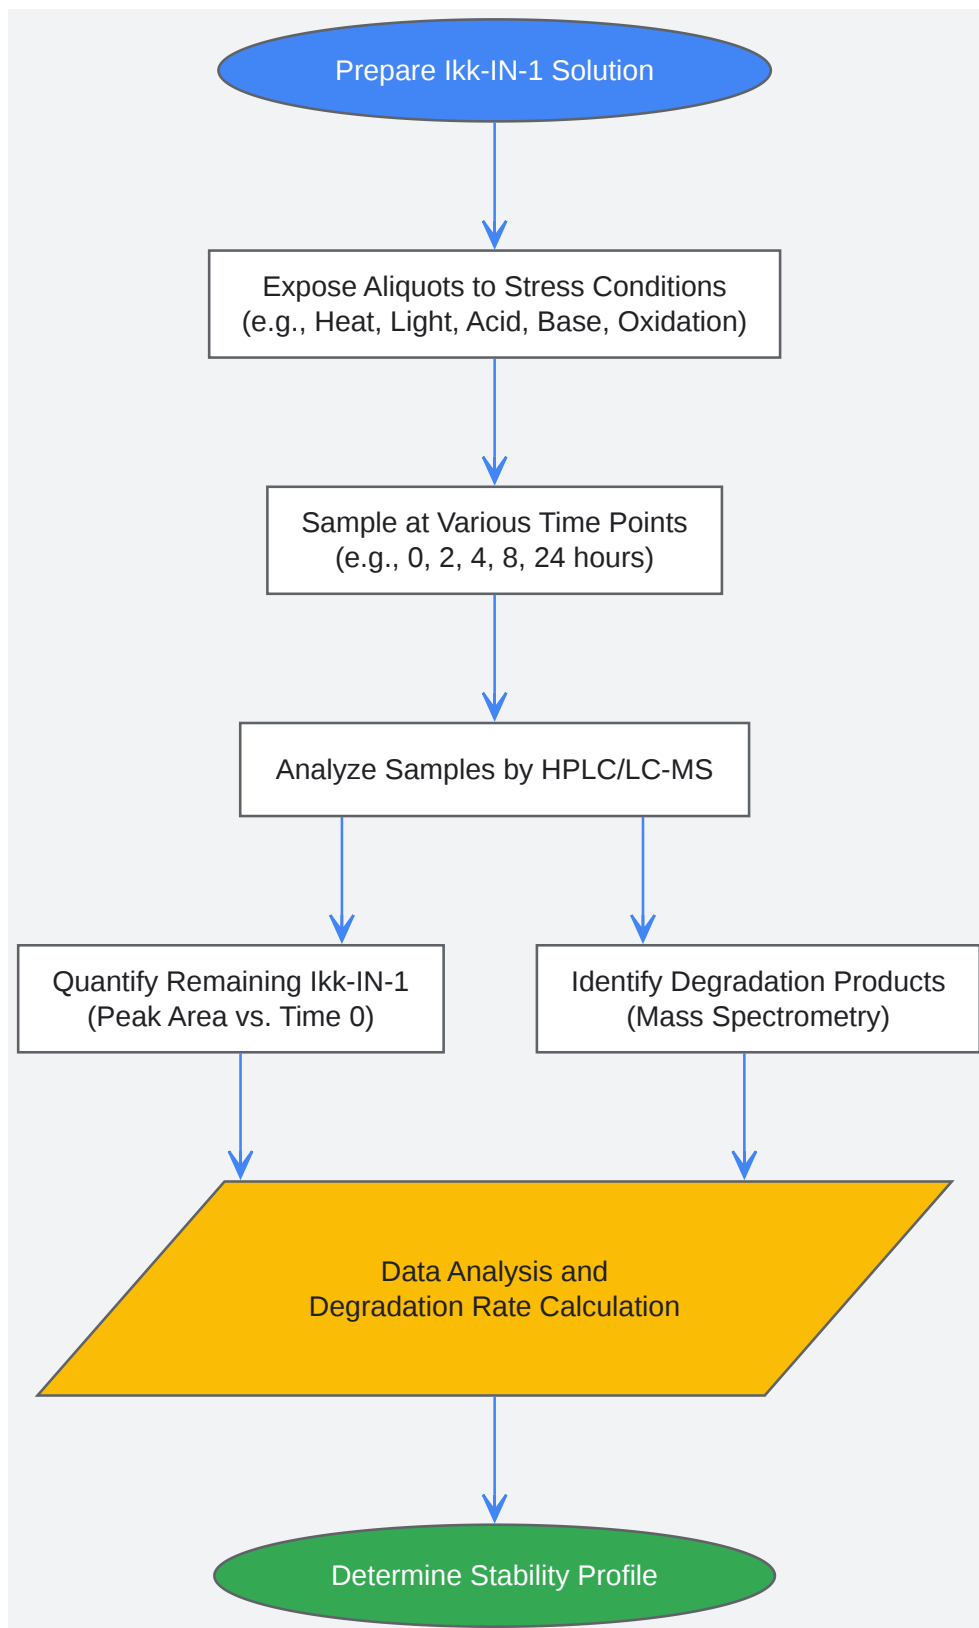 Prepare Ikk-IN-1 Solution
Expose Aliquots to Stress Conditions
(e.g., Heat, Light, Acid, Base, Oxidation)
Sample at Various Time Points
(e.g., 0, 2, 4, 8, 24 hours)
Analyze Samples by HPLC/LC-MS
Quantify Remaining Ikk-IN-1
(Peak Area vs. Time 0)
Identify Degradation Products
(Mass Spectrometry)
Data Analysis and
Degradation Rate Calculation
Determine Stability Profile